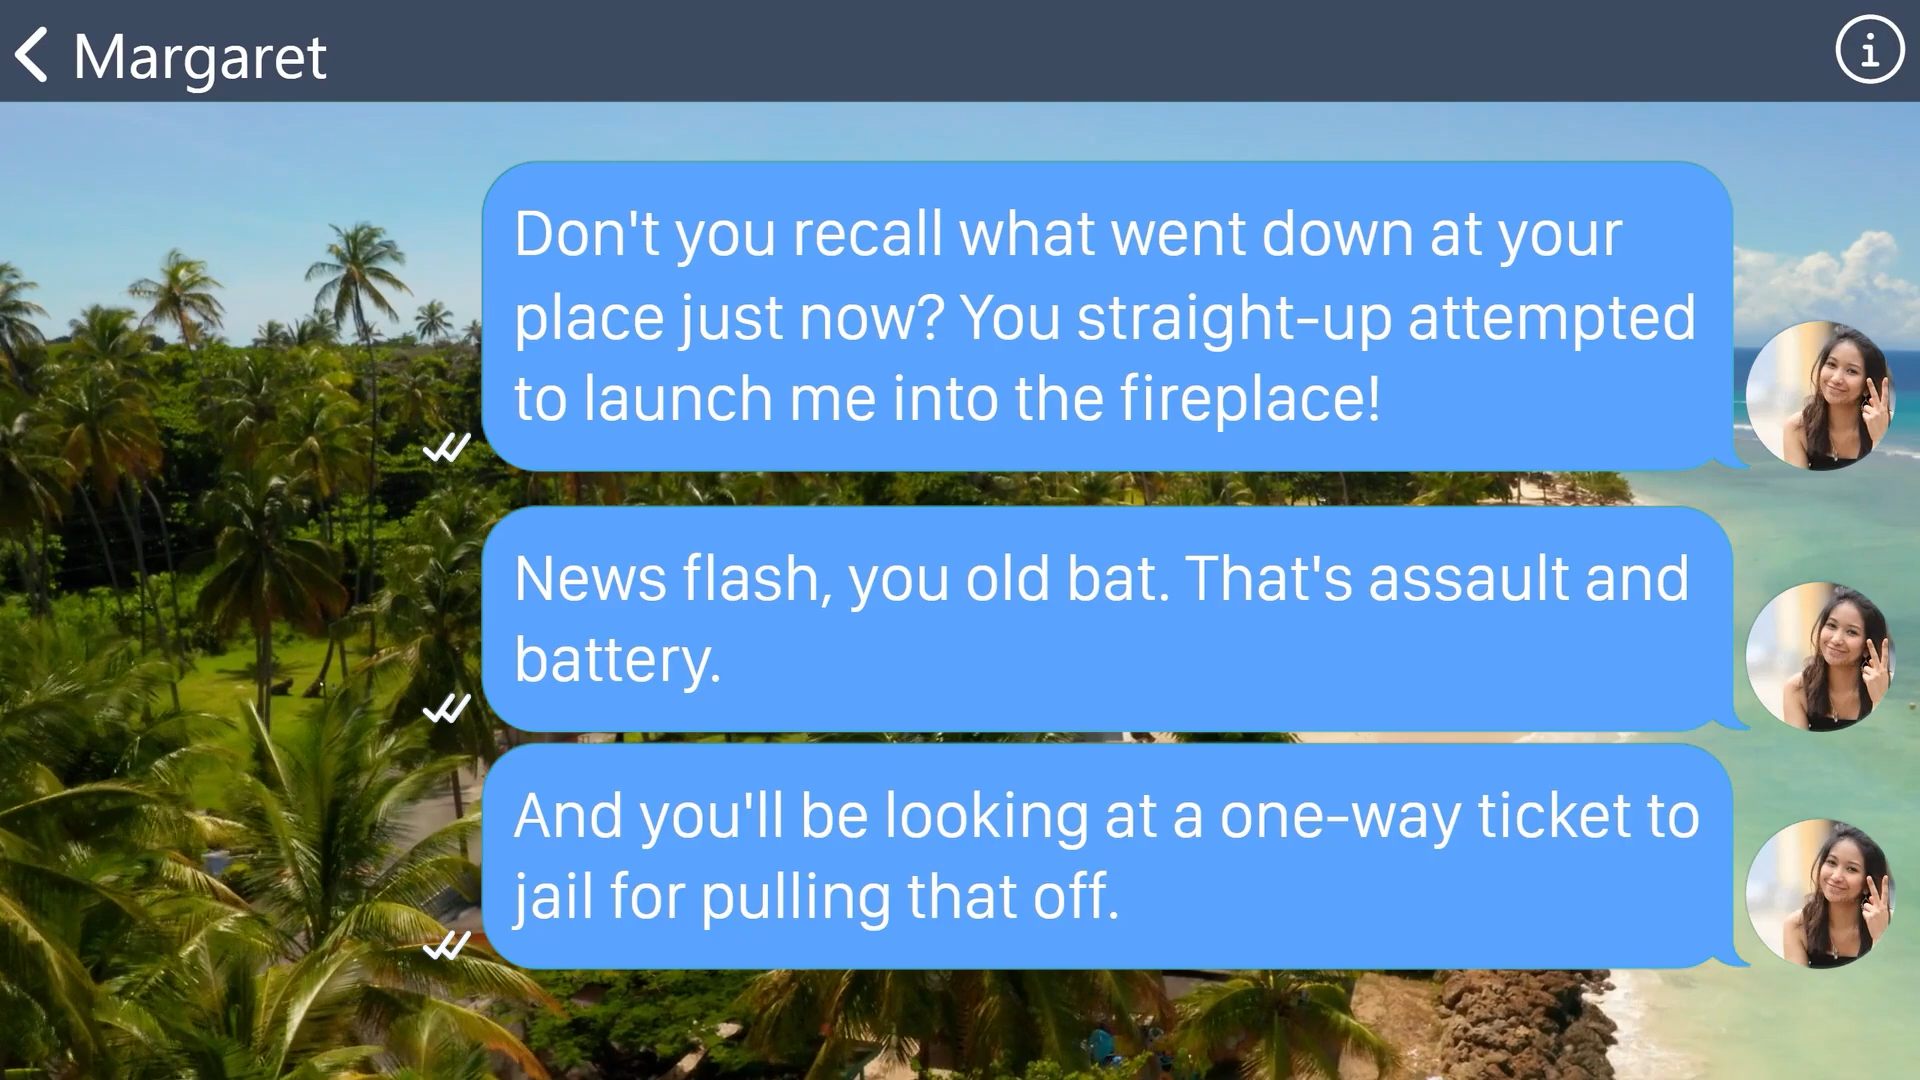 Margaret
Don't you recall what went down at your
place just now? You straight-up attempted
to launch me into the fireplace!
News flash, you old bat. That's assault and
battery.
And you'll be looking at a one-way ticket to
jail for pulling that off.